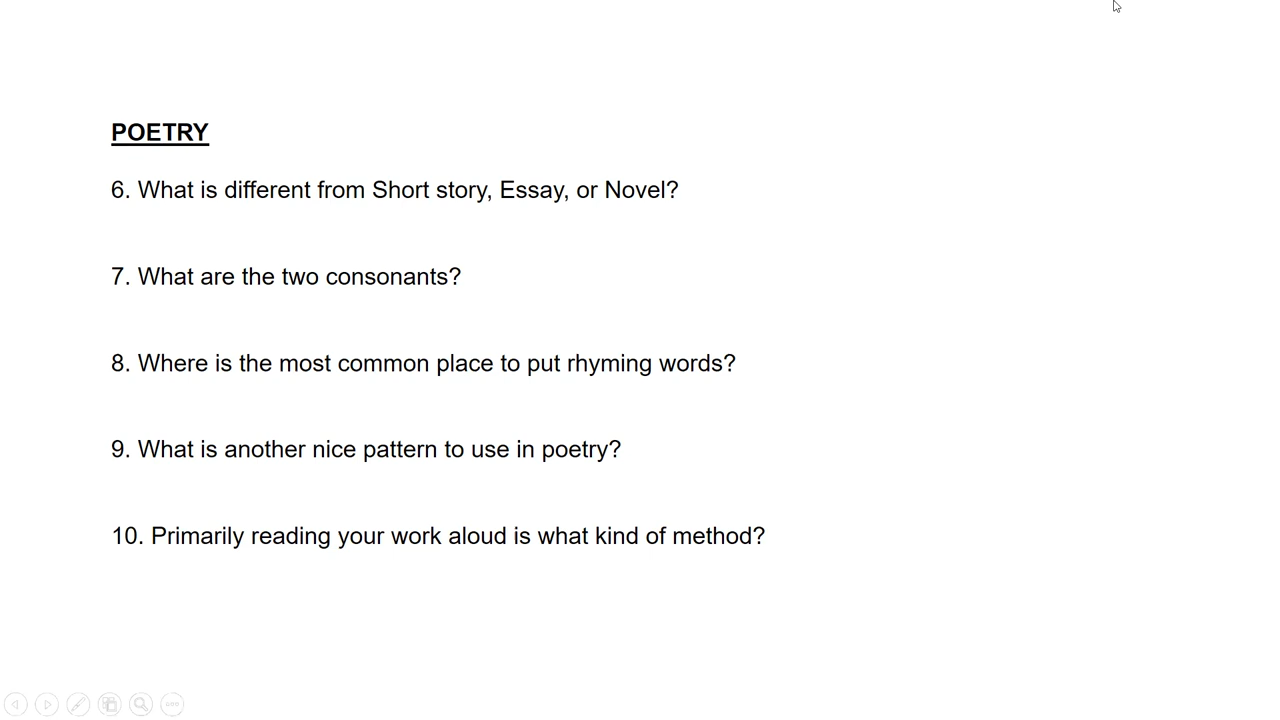 POETRY
6. What is different from Short story, Essay, or Novel?
7. What are the two consonants?
8. Where is the most common place to put rhyming words?
9. What is another nice pattern to use in poetry?
10. Primarily reading your work aloud is what kind of method?